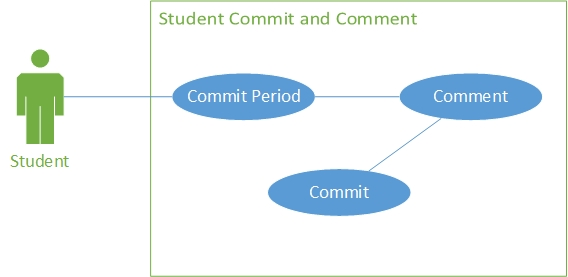 Student Commit and Comment
Commit Period
Comment
Student
Commit